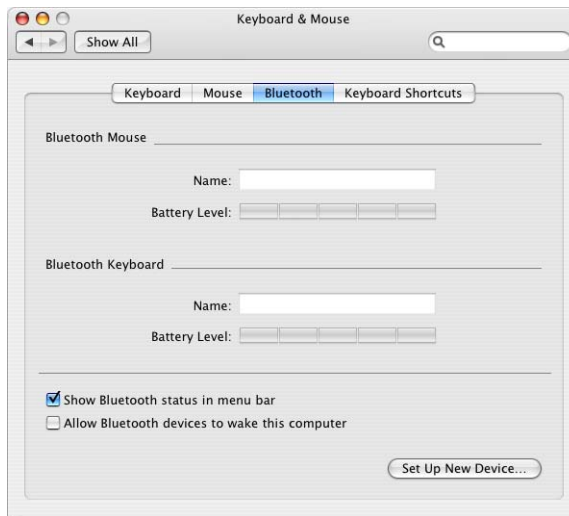 Keyboard & Mouse
Show All
Keyboard Mouse Bluetooth Keyboard Shortcuts
Bluetooth Mouse
Name:
Battery Level:
Bluetooth Keyboard
Name:
Battery Level:
Show Bluetooth status in menu bar
Allow Bluetooth devices to wake this computer
Set Up New Device...